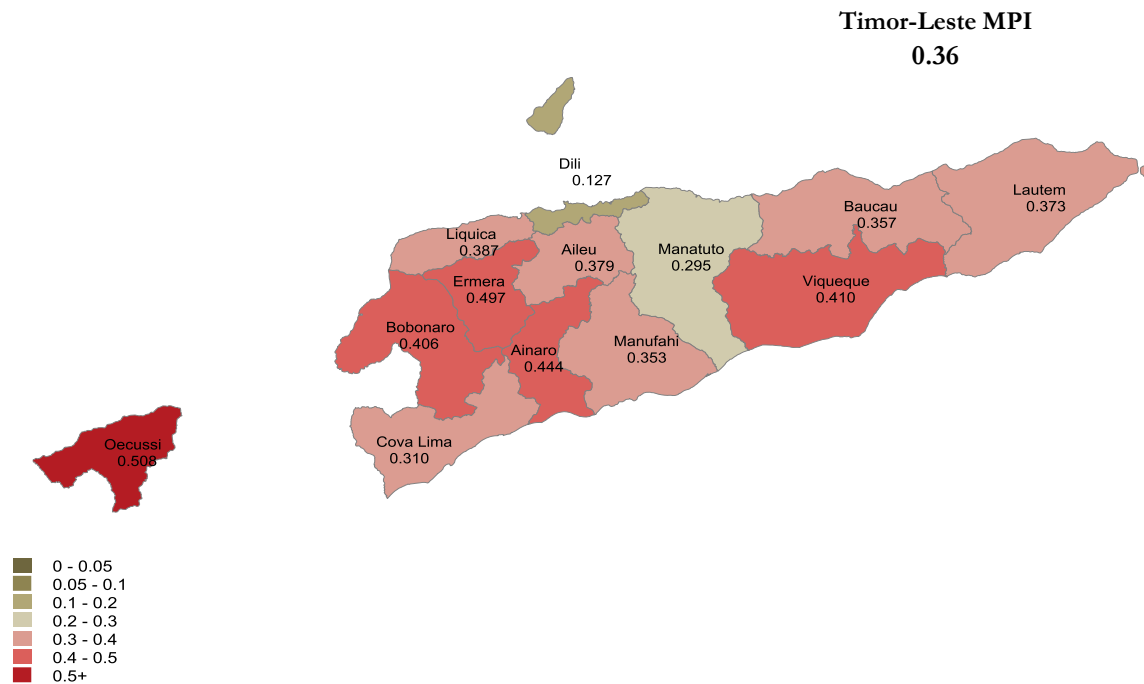 Timor-Leste MPI
0.36
Dili
0.127
Lautem
0.373
Baucau
0.357
Liquica
0.387
Aileu
0.379
Manatuto
0.295
Ermera
0.497
Viqueque
0.410
Bobonaro
0.406
Ainaro
0.444
Manufahi
0.353
Cova Lima
0.310
Oecussi
0.508
0 - 0.05
0.05 - 0.1
0.1 - 0.2
0.2 - 0.3
0.3 - 0.4
0.4 - 0.5
0.5+